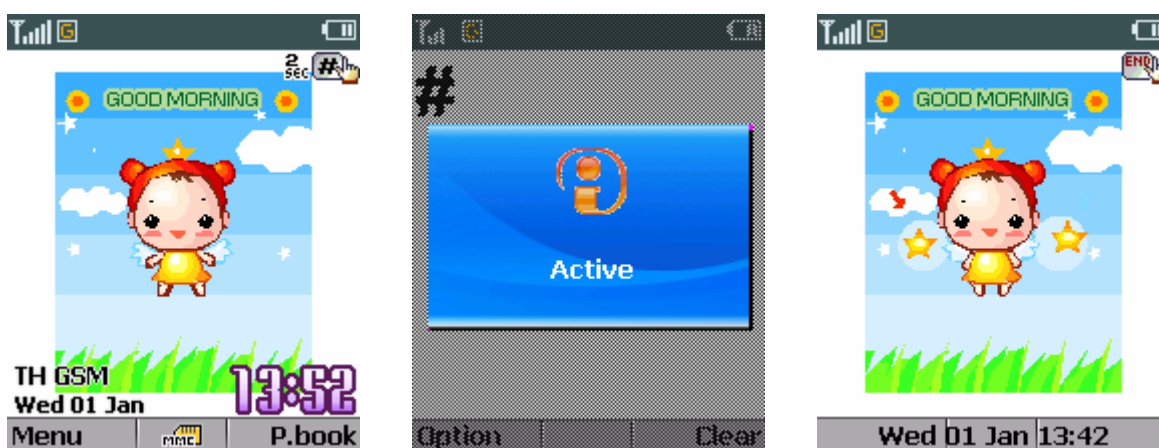 G
2
SEC #
GOOD MORNING
TH GSM
13:52
Wed 01 Jan
Menu MMC P.book
G
#
i
Active
Option Clear
G
END
GOOD MORNING
Wed 01 Jan 13:42